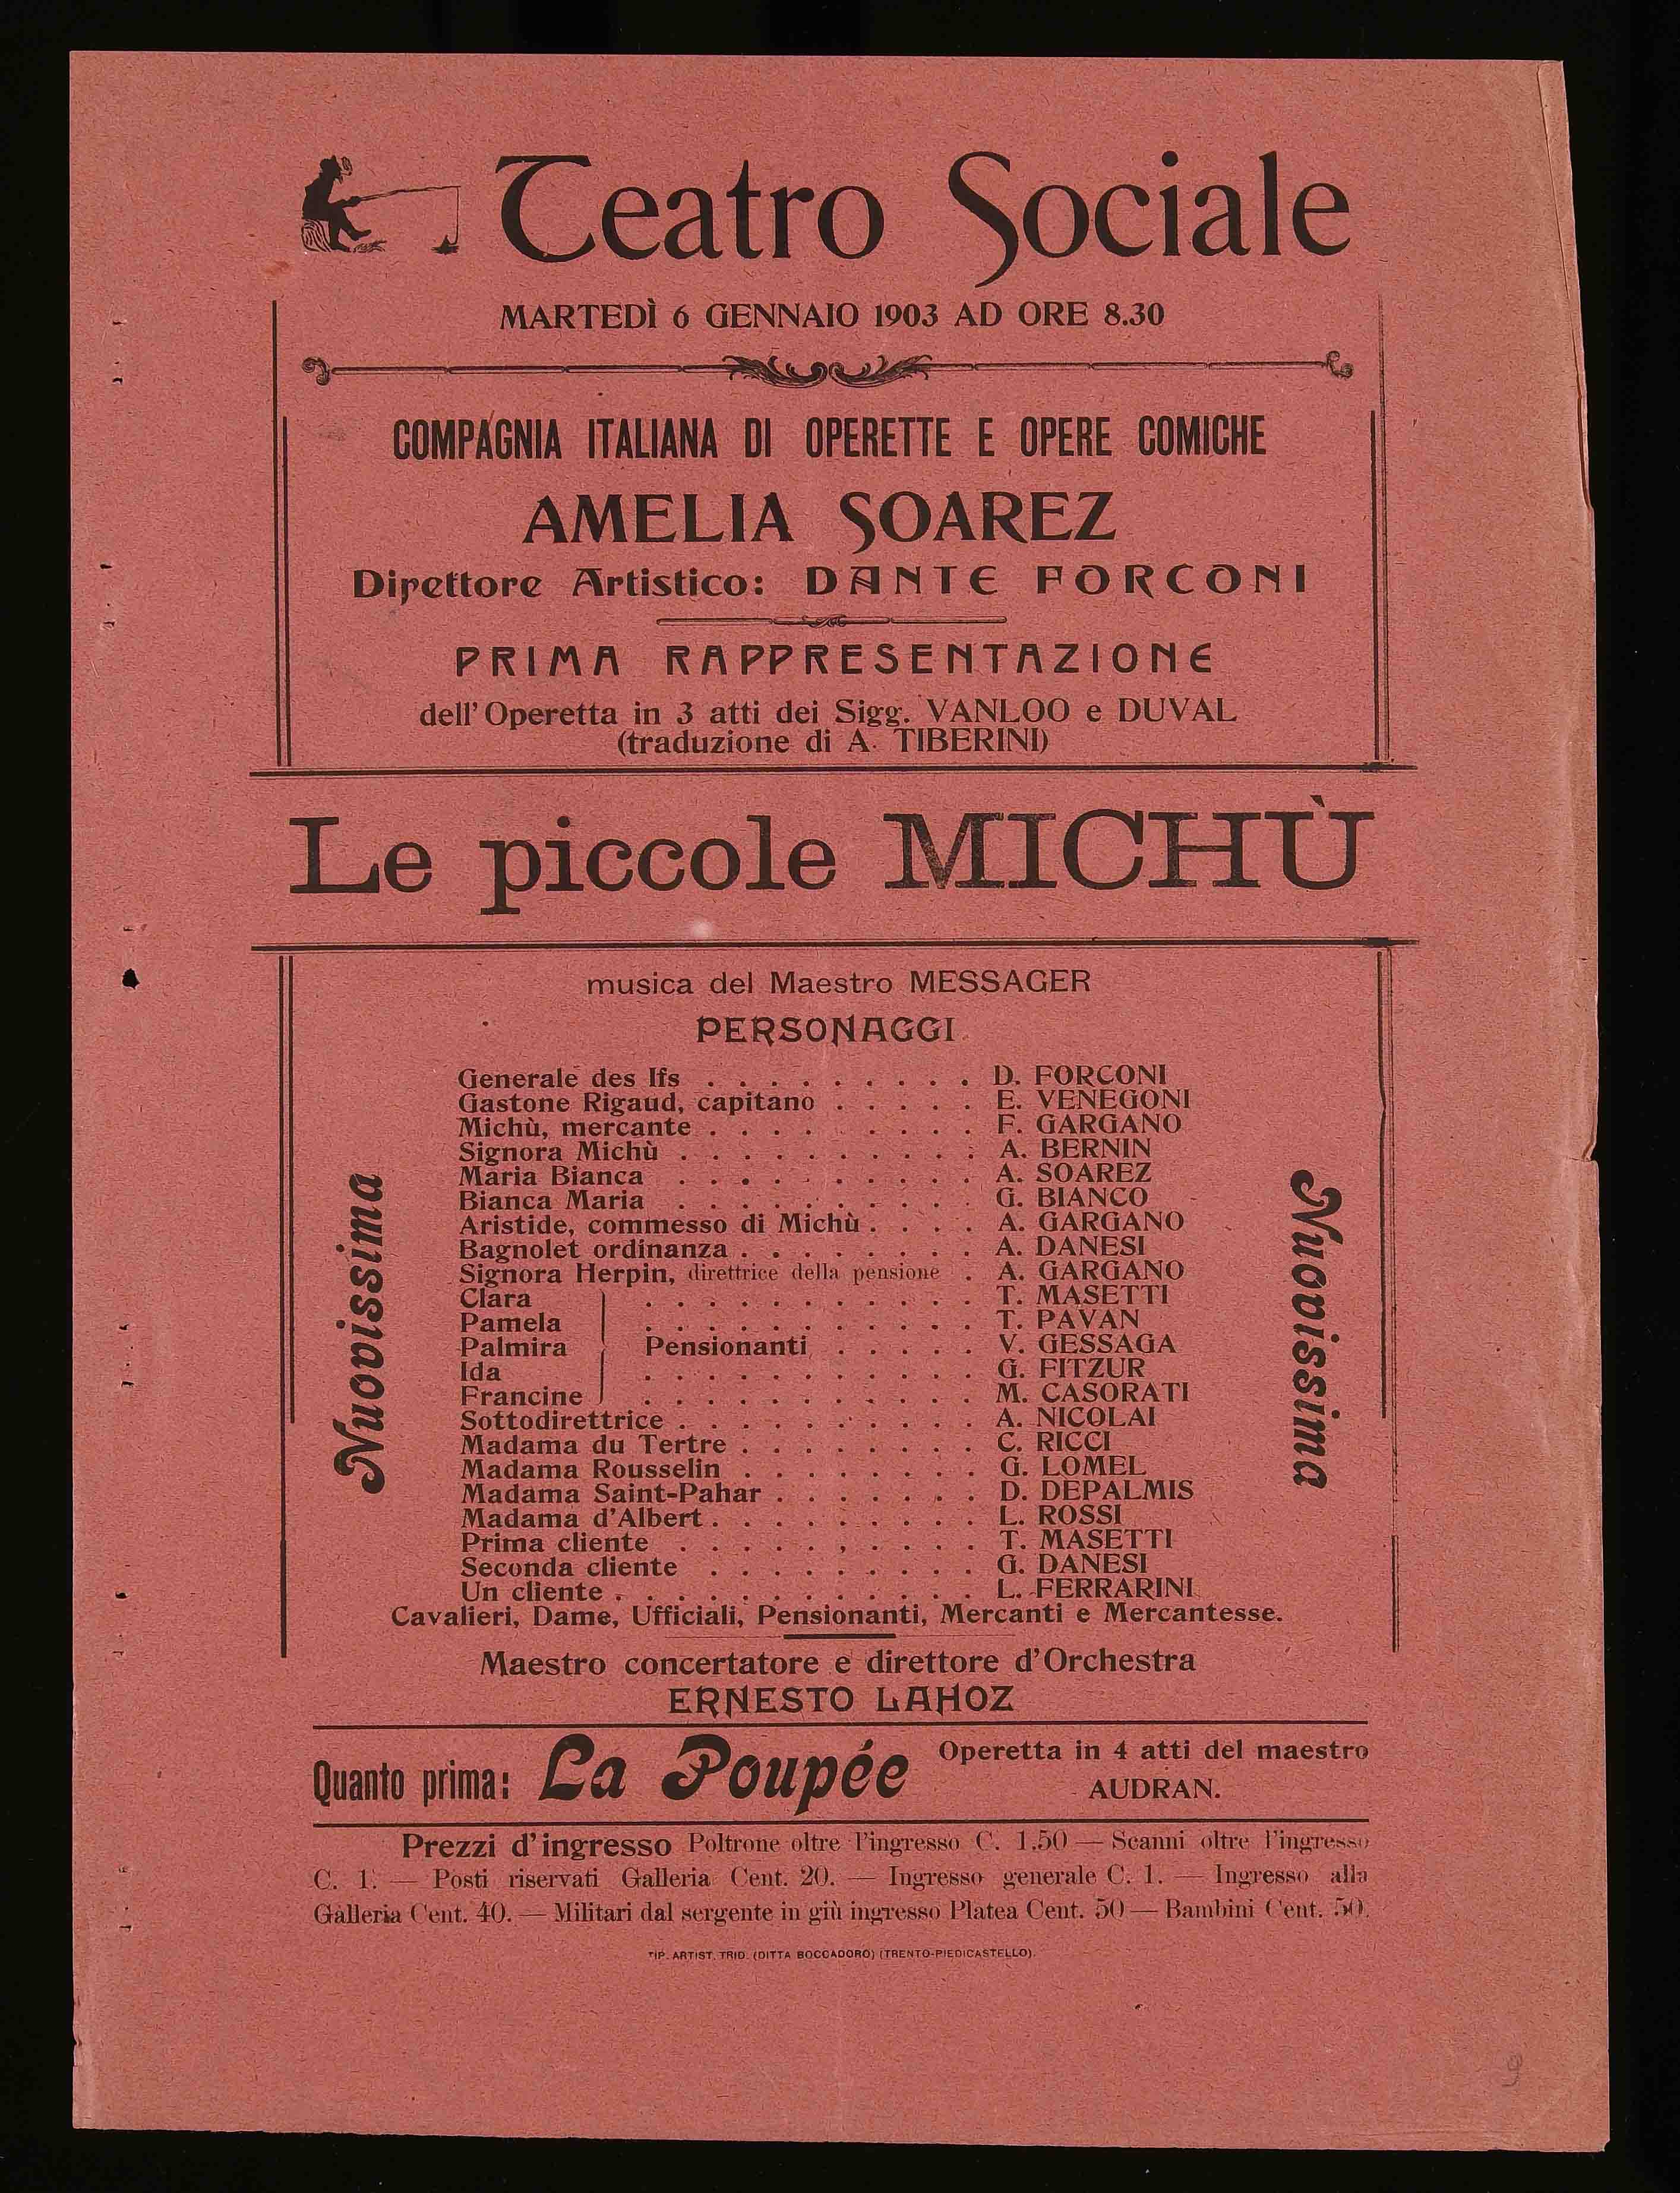 Teatro Sociale
MARTEDÌ 6 GENNAIO 1903 AD ORE 8.30
COMPAGNIA ITALIANA DI OPERETTE E OPERE COMICHE
AMELIA SOAREZ
Direttore Artistico: DANTE FORCONI
PRIMA RAPPRESENTAZIONE
dell'Operetta in 3 atti dei Sigg. VANLOO e DUVAL
(traduzione di A. TIBERINI)
Le piccole MICHÙ
musica del Maestro MESSAGER
PERSONAGGI
Generale des Ifs . . . . . . . . . D. FORCONI
Gastone Rigaud, capitano . . . . . E. VENEGONI
Michù, mercante . . . . . . . . . F. GARGANO
Signora Michù . . . . . . . . . . A. BERNIN
Maria Bianca . . . . . . . . . . A. SOAREZ
Bianca Maria . . . . . . . . . . G. BIANCO
Aristide, commesso di Michù . . . . A. GARGANO
Bagnolet ordinanza . . . . . . . . A. DANESI
Signora Herpin, direttrice della pensione . A. GARGANO
Clara . . . . . . . . . . . T. MASETTI
Pamela . . . . . . . . . . . T. PAVAN
Palmira Pensionanti . . . . . V. GESSAGA
Ida . . . . . . . . . . . G. FITZUR
Francine . . . . . . . . . . . M. CASORATI
Sottodirettrice . . . . . . . . . . A. NICOLAI
Madama du Tertre . . . . . . . . C. RICCI
Madama Rousselin . . . . . . . . G. LOMEL
Madama Saint-Pahar . . . . . . . D. DEPALMIS
Madama d'Albert . . . . . . . . . L. ROSSI
Prima cliente . . . . . . . . . . T. MASETTI
Seconda cliente . . . . . . . . . G. DANESI
Un cliente . . . . . . . . . . . . L. FERRARINI
Cavalieri, Dame, Ufficiali, Pensionanti, Mercanti e Mercantesse.
Nuovissima
Nuovissima
Maestro concertatore e direttore d'Orchestra
ERNESTO LAHOZ
Quanto prima: La Poupée Operetta in 4 atti del maestro
AUDRAN.
Prezzi d'ingresso Poltrone oltre l'ingresso C. 1.50 — Scanni oltre l'ingresso
C. 1. — Posti riservati Galleria Cent. 20. — Ingresso generale C. 1. — Ingresso alla
Galleria Cent. 40. — Militari dal sergente in giù ingresso Platea Cent. 50 — Bambini Cent. 50.
TIP. ARTIST. TRID. (DITTA BOCCADORO) (TRENTO-PIEDICASTELLO).
9